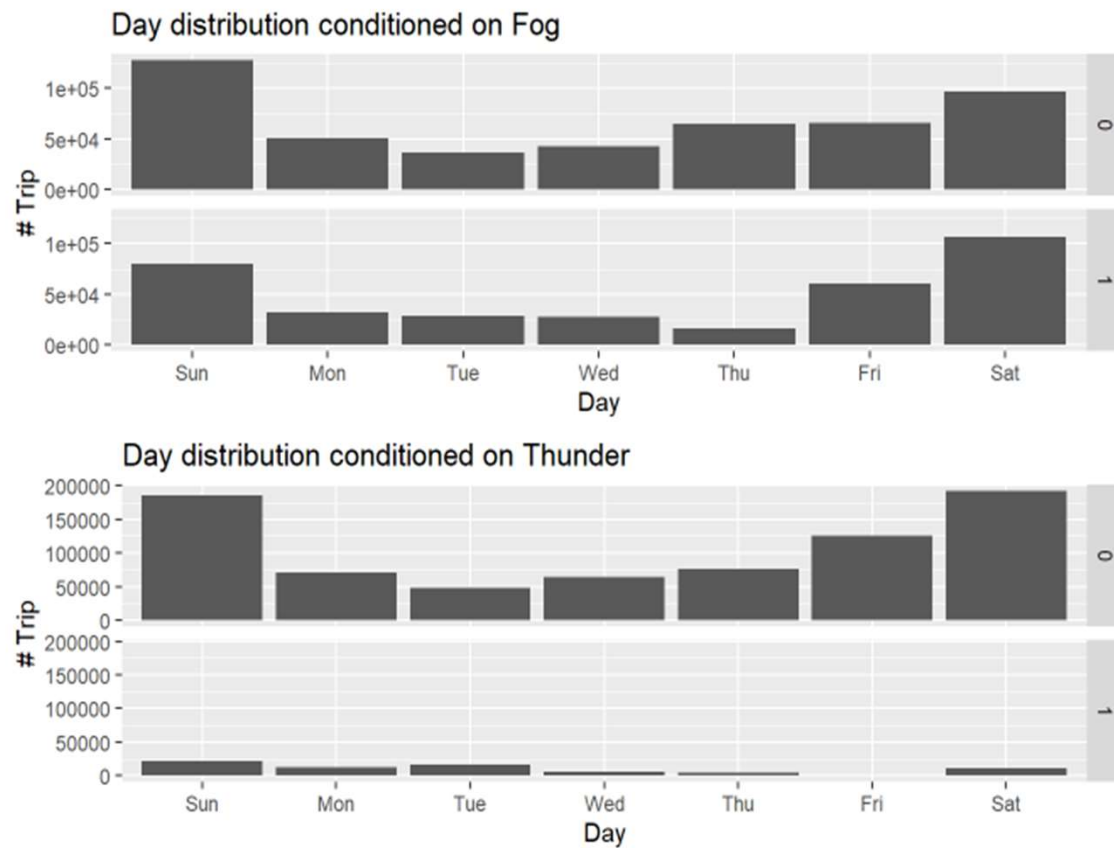 Day distribution conditioned on Fog
1e+05
5e+04
0e+00
0
1e+05
5e+04
0e+00
1
# Trip
Sun Mon Tue Wed Thu Fri Sat
Day
Day distribution conditioned on Thunder
200000
150000
100000
50000
0
0
200000
150000
100000
50000
0
1
# Trip
Sun Mon Tue Wed Thu Fri Sat
Day